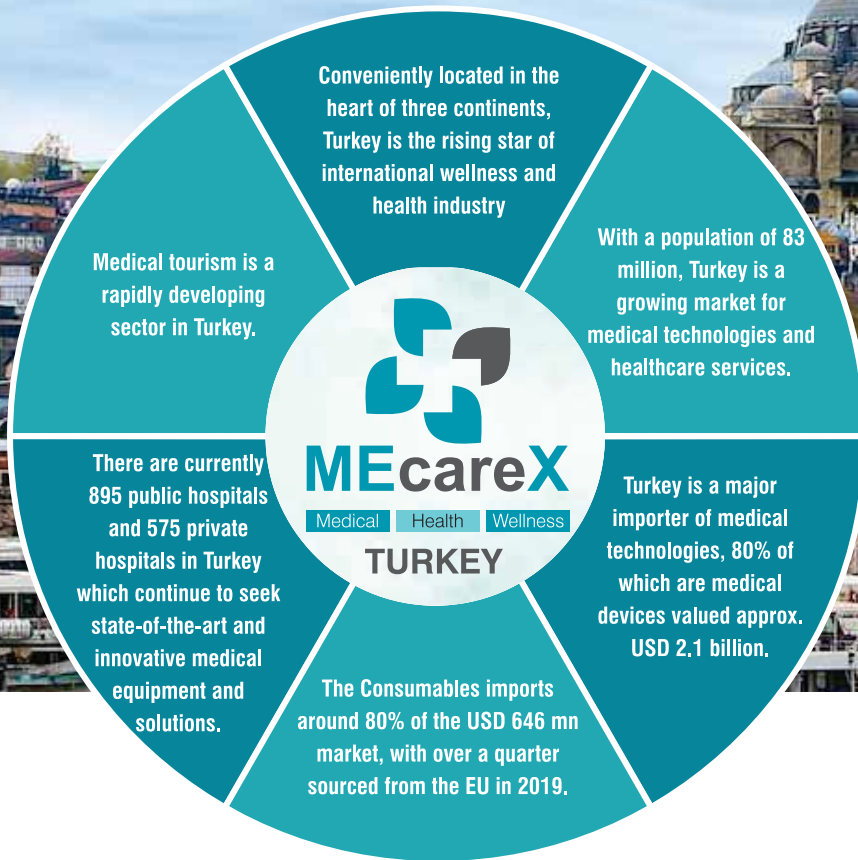 Conveniently located in the
heart of three continents,
Turkey is the rising star of
international wellness and
health industry
With a population of 83
million, Turkey is a
growing market for
medical technologies and
healthcare services.
Turkey is a major
importer of medical
technologies, 80% of
which are medical
devices valued approx.
USD 2.1 billion.
The Consumables imports
around 80% of the USD 646 mn
market, with over a quarter
sourced from the EU in 2019.
There are currently
895 public hospitals
and 575 private
hospitals in Turkey
which continue to seek
state-of-the-art and
innovative medical
equipment and
solutions.
Medical tourism is a
rapidly developing
sector in Turkey.
MEcareX
Medical Health Wellness
TURKEY